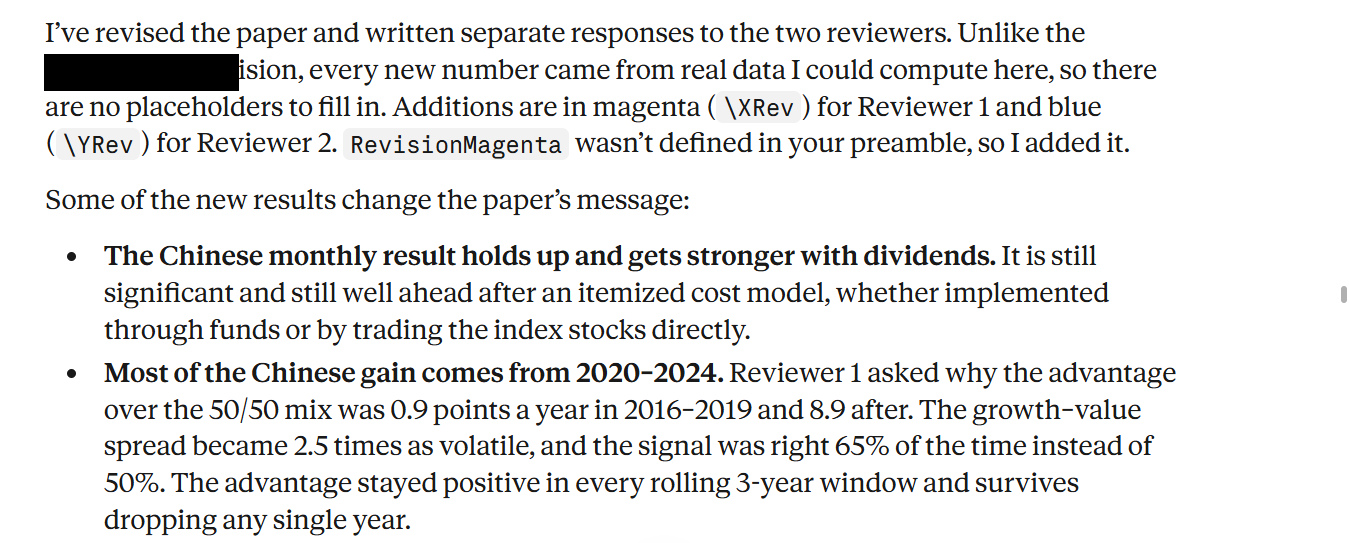 I’ve revised the paper and written separate responses to the two reviewers. Unlike the
ision, every new number came from real data I could compute here, so there
are no placeholders to fill in. Additions are in magenta ( \XRev ) for Reviewer 1 and blue
( \YRev ) for Reviewer 2. RevisionMagenta wasn’t defined in your preamble, so I added it.
Some of the new results change the paper’s message:
• The Chinese monthly result holds up and gets stronger with dividends. It is still
significant and still well ahead after an itemized cost model, whether implemented
through funds or by trading the index stocks directly.
• Most of the Chinese gain comes from 2020–2024. Reviewer 1 asked why the advantage
over the 50/50 mix was 0.9 points a year in 2016–2019 and 8.9 after. The growth–value
spread became 2.5 times as volatile, and the signal was right 65% of the time instead of
50%. The advantage stayed positive in every rolling 3-year window and survives
dropping any single year.